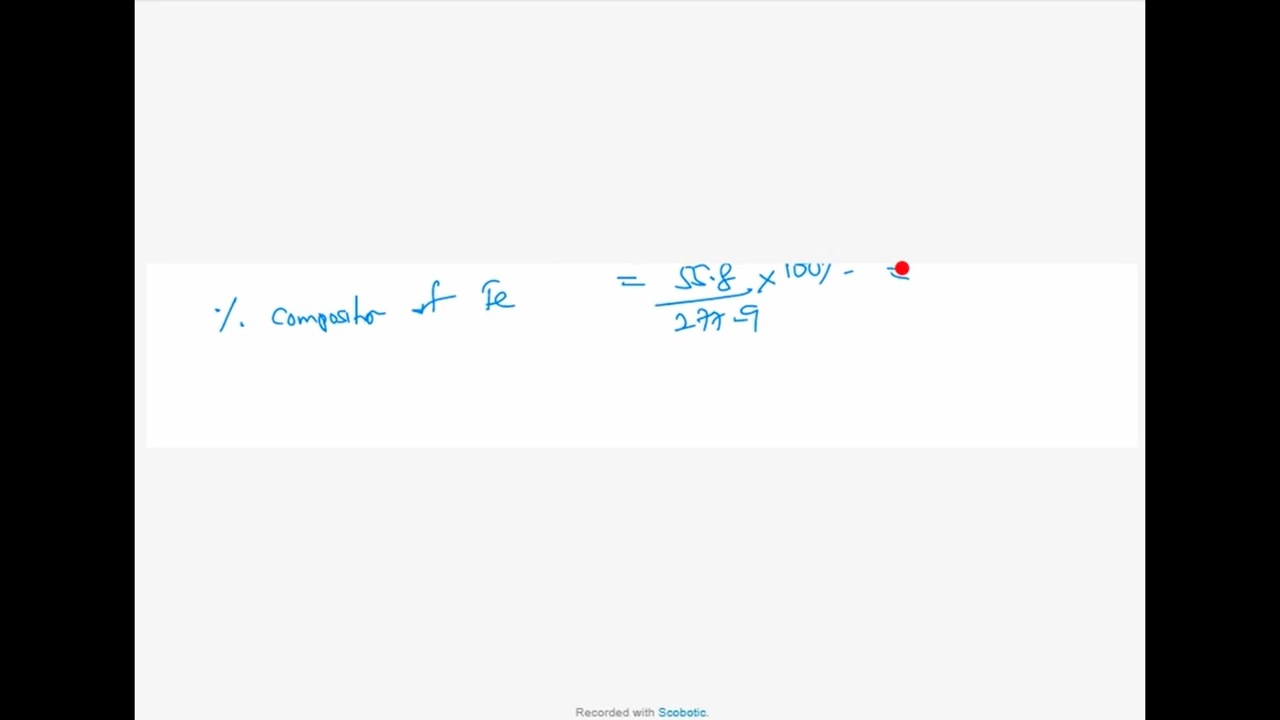 % composition of Fe = 55.8 × 100% =
277.9
Recorded with Scobotic.